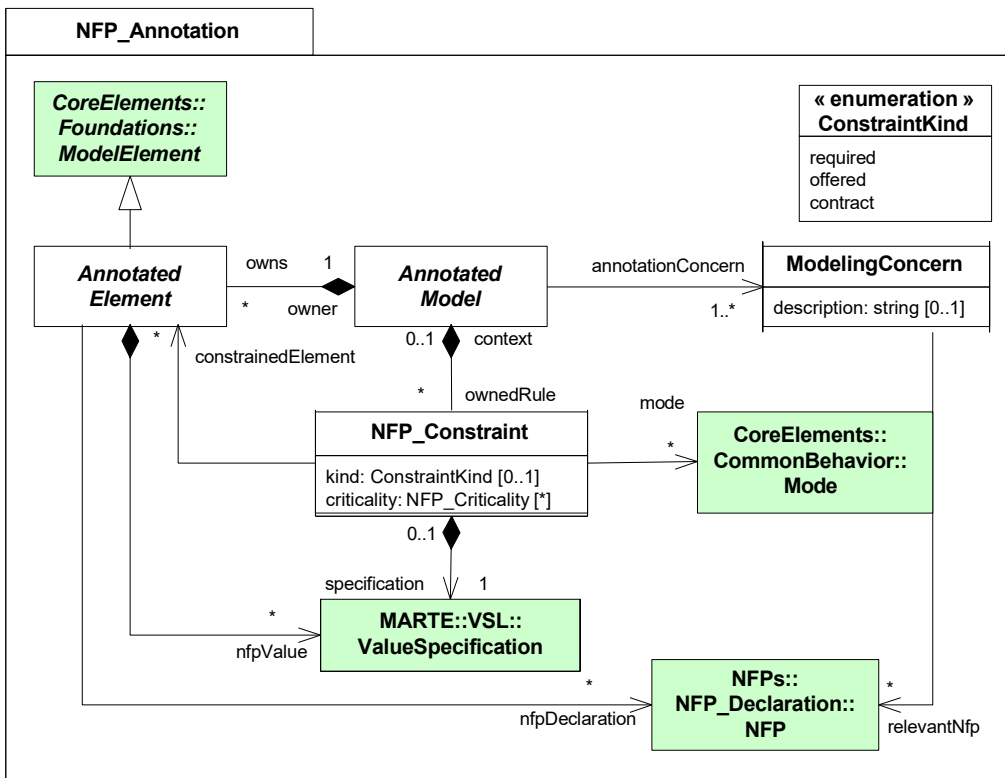 NFP_Annotation
CoreElements::
Foundations::
ModelElement
« enumeration »
ConstraintKind
required
offered
contract
Annotated
Element
owns
1
*
owner
Annotated
Model
annotationConcern
1..*
ModelingConcern
description: string [0..1]
*
constrainedElement
0..1
context
*
ownedRule
NFP_Constraint
kind: ConstraintKind [0..1]
criticality: NFP_Criticality [*]
mode
*
CoreElements::
CommonBehavior::
Mode
0..1
specification
1
*
nfpValue
MARTE::VSL::
ValueSpecification
*
nfpDeclaration
NFPs::
NFP_Declaration::
NFP
*
relevantNfp